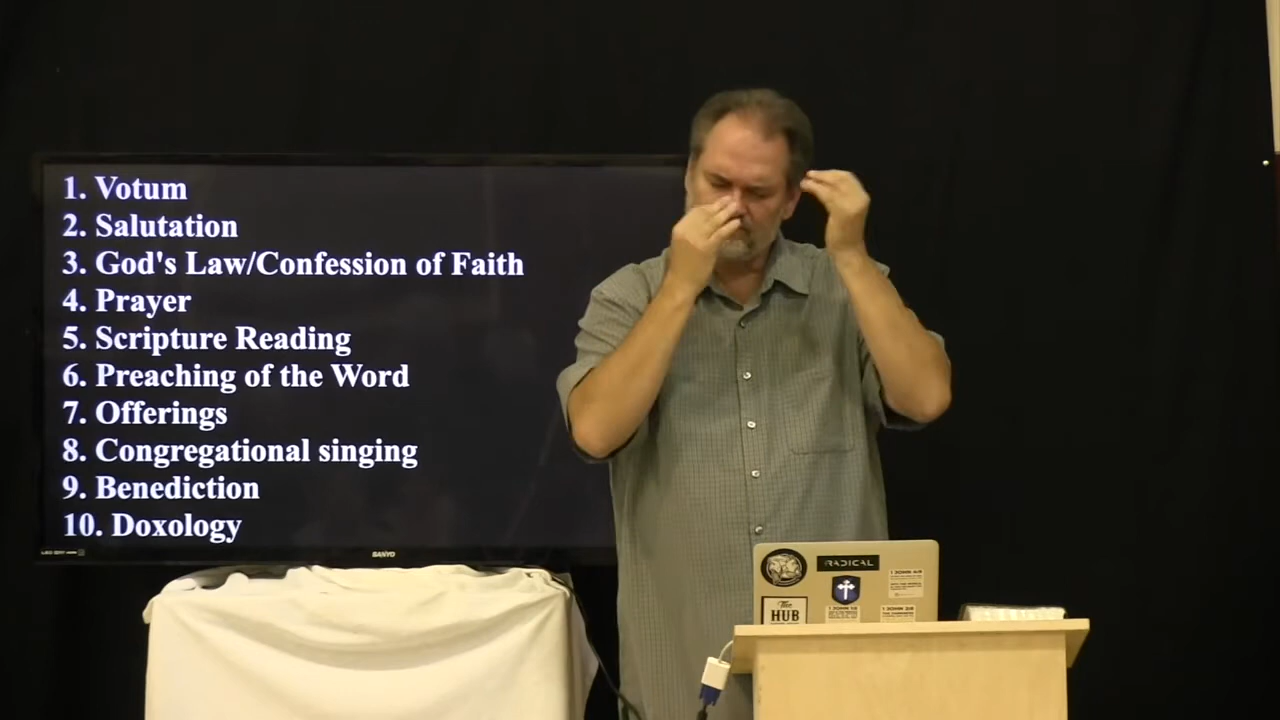 1. Votum
2. Salutation
3. God's Law/Confession of Faith
4. Prayer
5. Scripture Reading
6. Preaching of the Word
7. Offerings
8. Congregational singing
9. Benediction
10. Doxology
SANYO
RADICAL
The
HUB